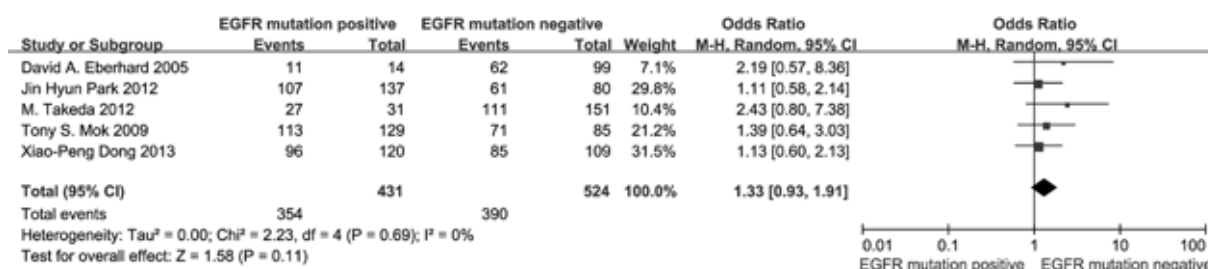 EGFR mutation positive EGFR mutation negative Odds Ratio Odds Ratio
Study or Subgroup Events Total Events Total Weight M-H, Random, 95% CI M-H, Random, 95% CI
David A. Eberhard 2005 11 14 62 99 7.1% 2.19 [0.57, 8.36]
Jin Hyun Park 2012 107 137 61 80 29.8% 1.11 [0.58, 2.14]
M. Takeda 2012 27 31 111 151 10.4% 2.43 [0.80, 7.38]
Tony S. Mok 2009 113 129 71 85 21.2% 1.39 [0.64, 3.03]
Xiao-Peng Dong 2013 96 120 85 109 31.5% 1.13 [0.60, 2.13]
Total (95% CI) 431 524 100.0% 1.33 [0.93, 1.91]
Total events 354 390
Heterogeneity: Tau² = 0.00; Chi² = 2.23, df = 4 (P = 0.69); I² = 0%
Test for overall effect: Z = 1.58 (P = 0.11)
0.01 0.1 1 10 100
EGFR mutation positive EGFR mutation negative